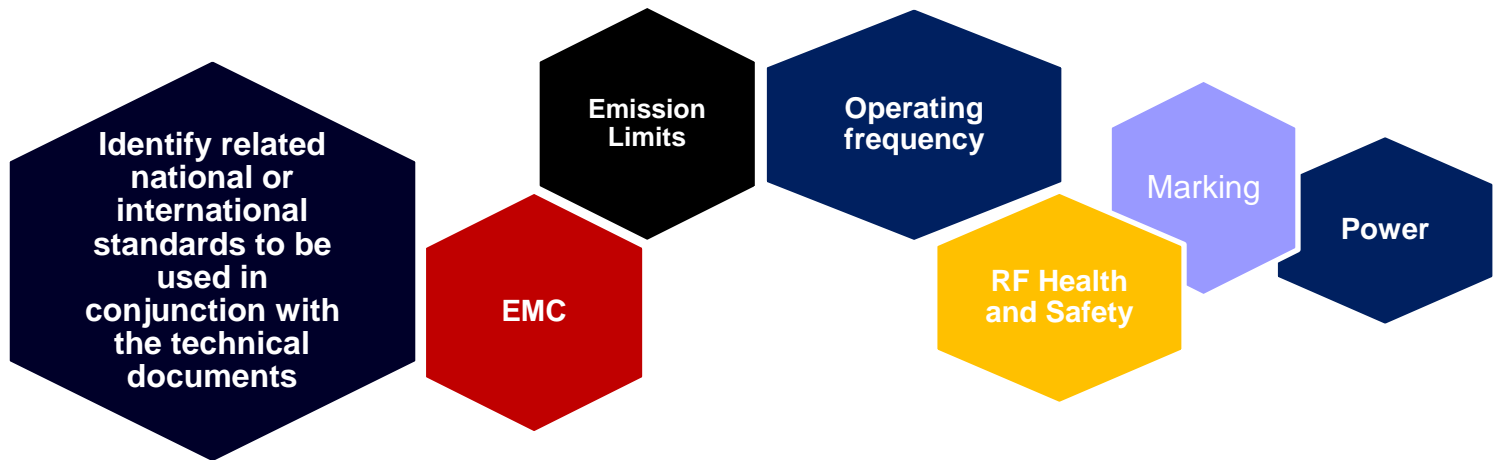 Identify related
national or
international
standards to be
used in
conjunction with
the technical
documents
EMC
Emission
Limits
Operating
frequency
RF Health
and Safety
Marking
Power